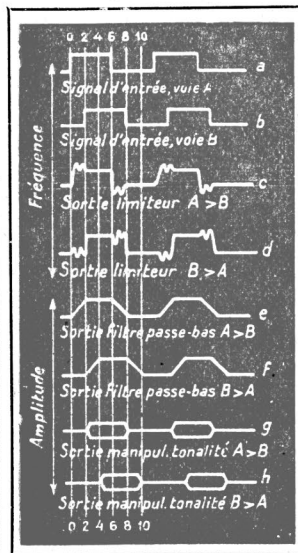 0 2 4 6 8 10
a
Signal d'entrée, voie A
b
Signal d'entrée, voie B
c
Sortie limiteur A>B
d
Sortie limiteur B>A
e
Sortie Filtre passe-bas A>B
f
Sortie Filtre passe-bas B>A
g
Sortie manipul. tonalité A>B
h
Sortie manipul. tonalité B>A
0 2 4 6 8 10
Fréquence
Amplitude